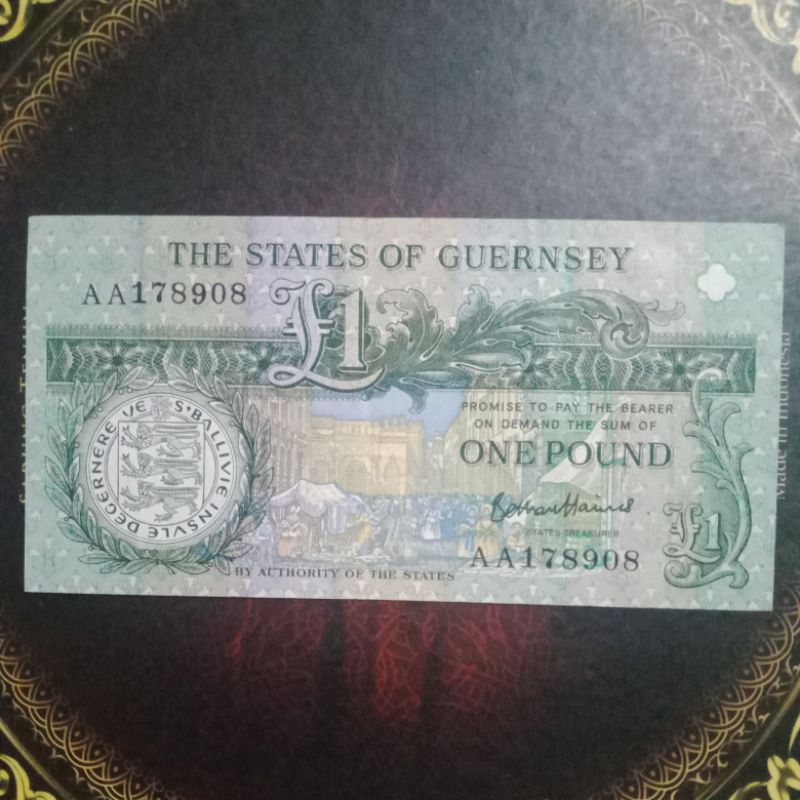 THE STATES OF GUERNSEY
AA178908
£1
PROMISE TO PAY THE BEARER
ON DEMAND THE SUM OF
ONE POUND
S'BALLIVIE INSVLE DEGERNEREYE
STATES TREASURER
£1
AA178908
BY AUTHORITY OF THE STATES
Made in Indonesia